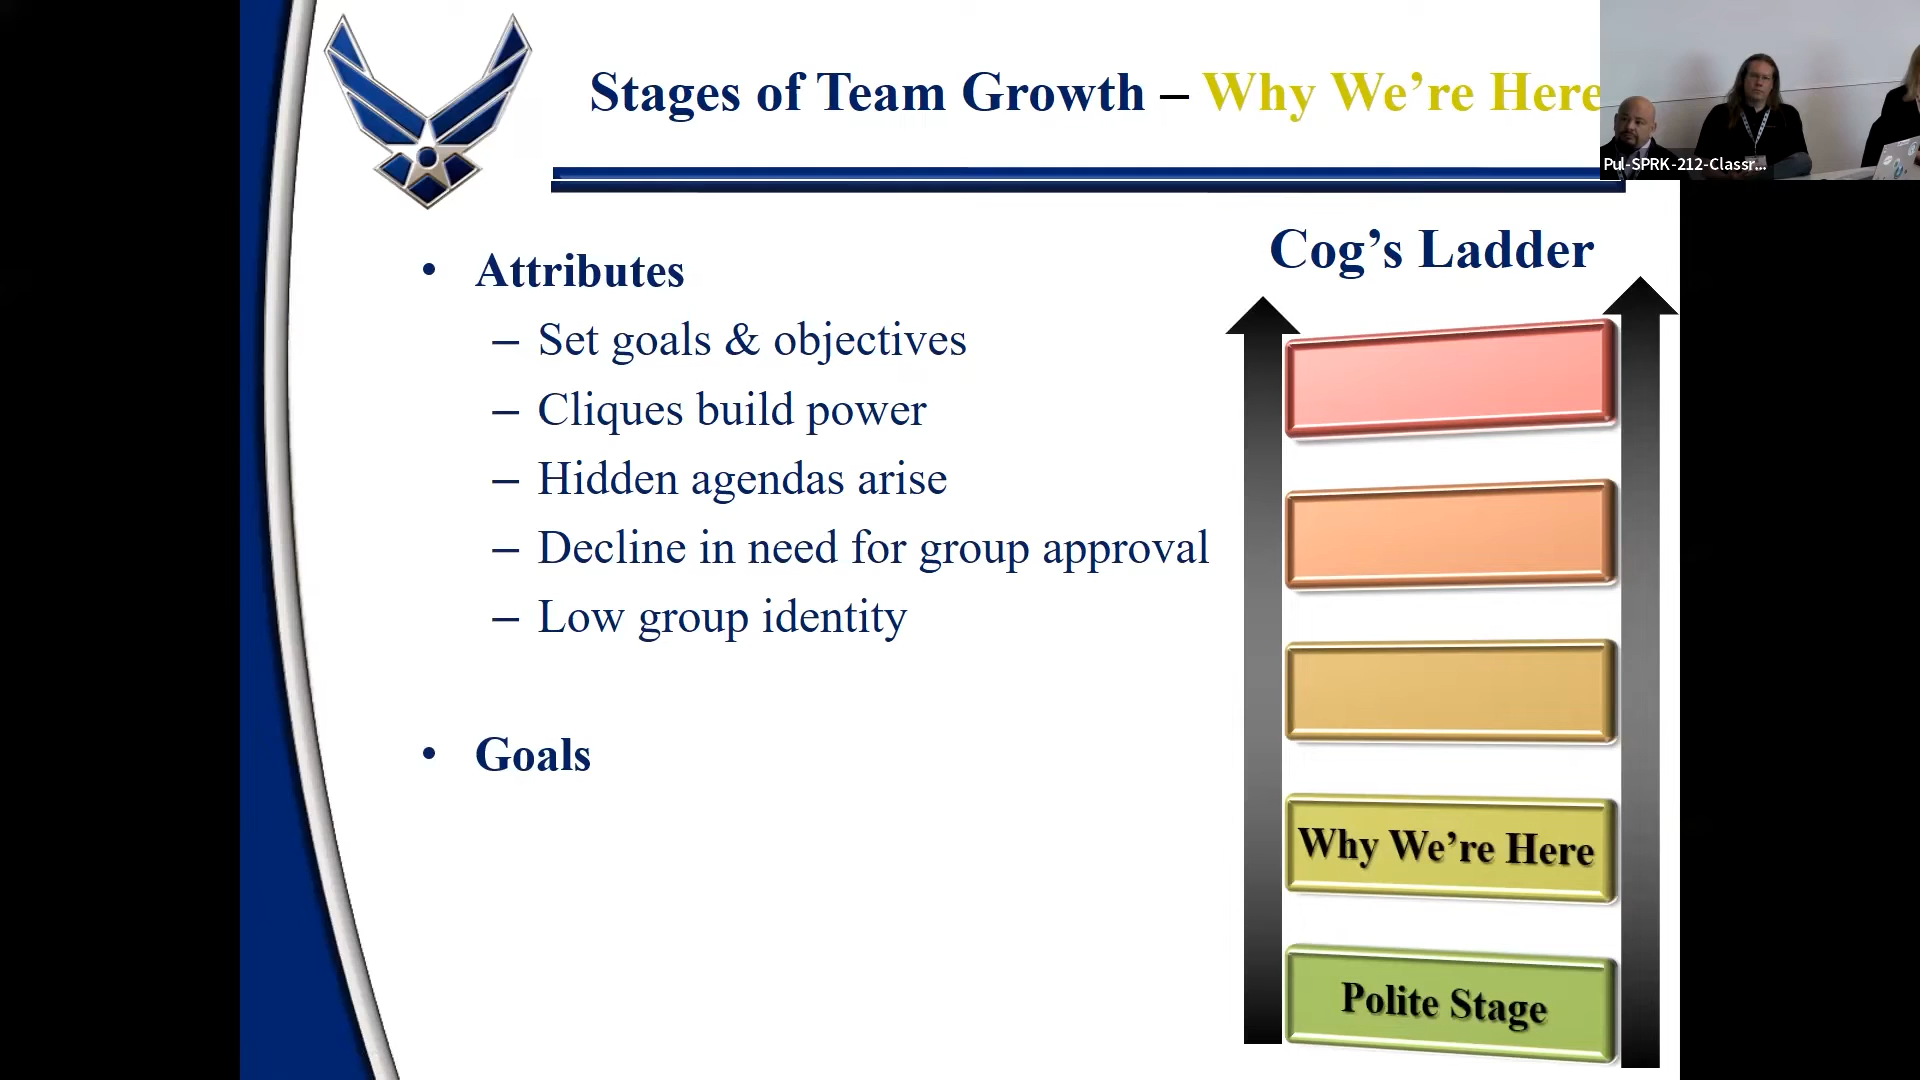 Stages of Team Growth – Why We’re Here
Pul-SPRK-212-Classr...
Cog’s Ladder
• Attributes
– Set goals & objectives
– Cliques build power
– Hidden agendas arise
– Decline in need for group approval
– Low group identity
• Goals
Why We’re Here
Polite Stage